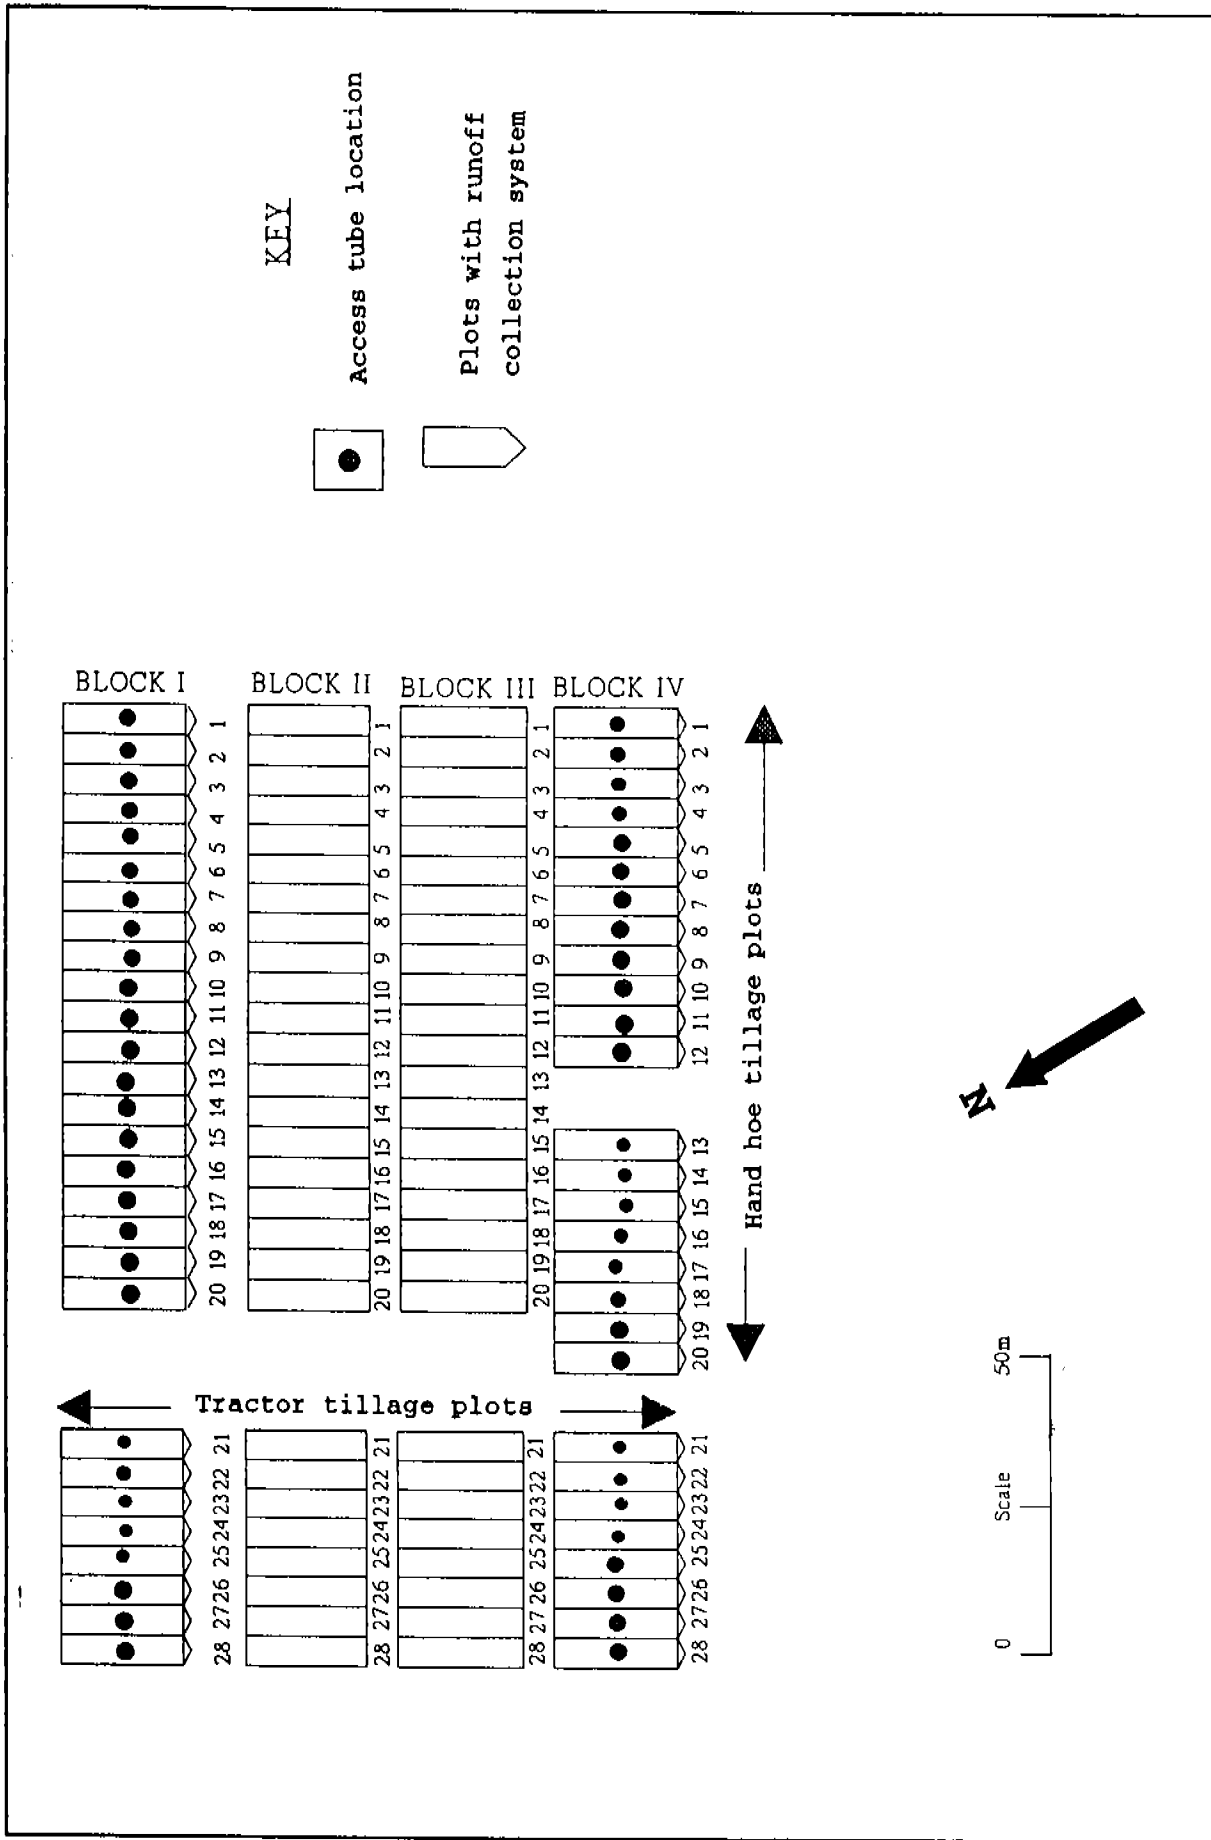 KEY
Access tube location
Plots with runoff
collection system
BLOCK I
BLOCK II
BLOCK III
BLOCK IV
1 2 3 4 5 6 7 8 9 10 11 12 13 14 15 16 17 18 19 20
1 2 3 4 5 6 7 8 9 10 11 12 13 14 15 16 17 18 19 20
1 2 3 4 5 6 7 8 9 10 11 12 13 14 15 16 17 18 19 20
1 2 3 4 5 6 7 8 9 10 11 12 13 14 15 16 17 18 19 20
Hand hoe tillage plots
Tractor tillage plots
21 22 23 24 25 26 27 28
21 22 23 24 25 26 27 28
21 22 23 24 25 26 27 28
21 22 23 24 25 26 27 28
N
0 Scale 50m